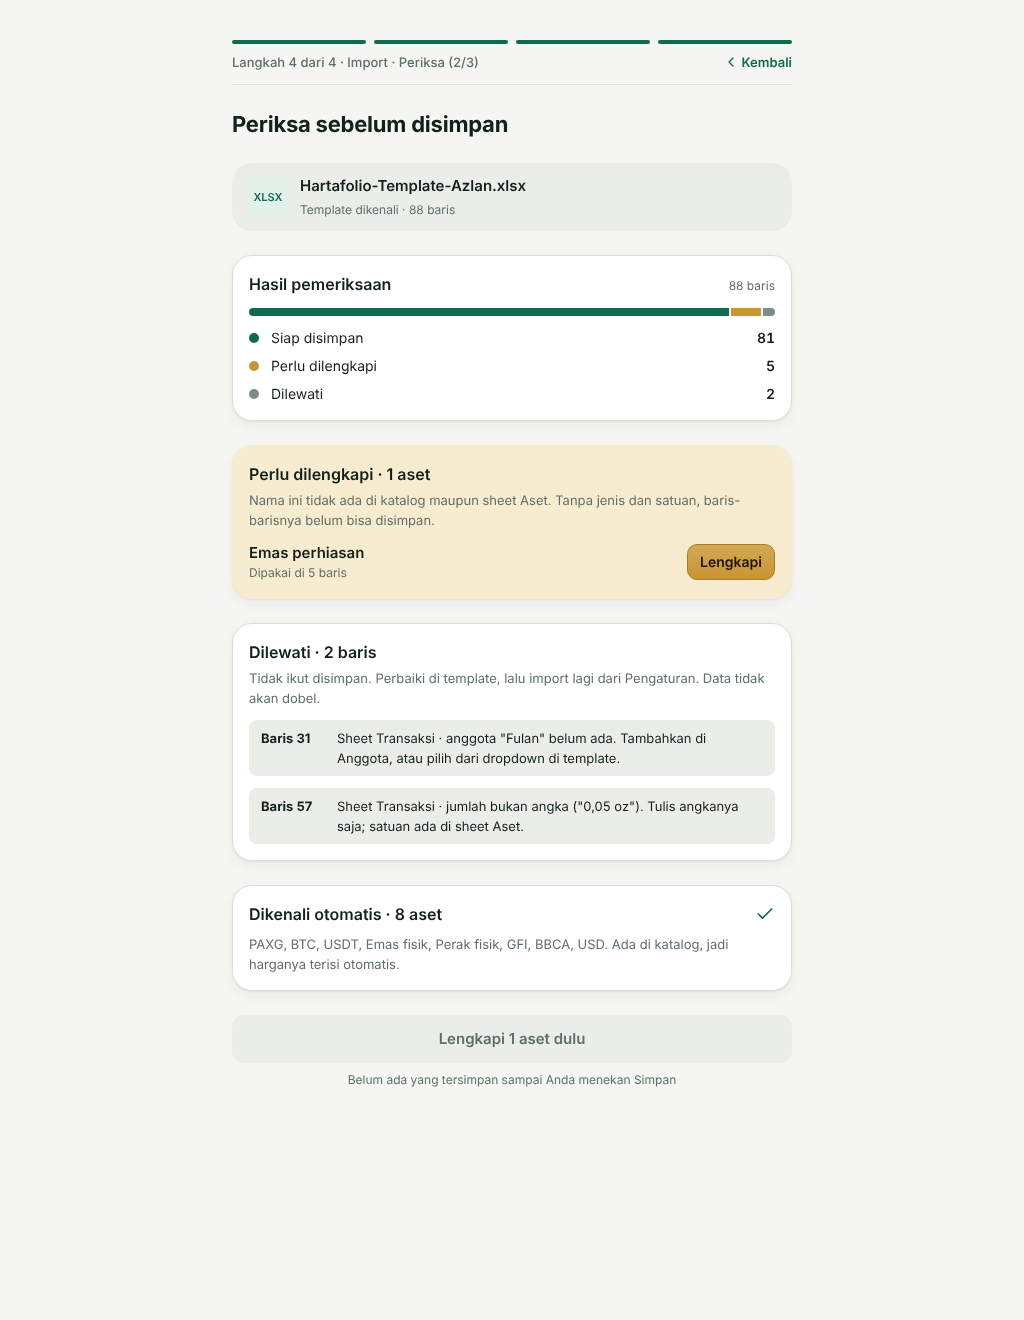 Langkah 4 dari 4 · Import · Periksa (2/3)
Kembali
Periksa sebelum disimpan
XLSX
Hartafolio-Template-Azlan.xlsx
Template dikenali · 88 baris
Hasil pemeriksaan
88 baris
Siap disimpan
81
Perlu dilengkapi
5
Dilewati
2
Perlu dilengkapi · 1 aset
Nama ini tidak ada di katalog maupun sheet Aset. Tanpa jenis dan satuan, baris-
barisnya belum bisa disimpan.
Emas perhiasan
Dipakai di 5 baris
Lengkapi
Dilewati · 2 baris
Tidak ikut disimpan. Perbaiki di template, lalu import lagi dari Pengaturan. Data tidak
akan dobel.
Baris 31
Sheet Transaksi · anggota "Fulan" belum ada. Tambahkan di
Anggota, atau pilih dari dropdown di template.
Baris 57
Sheet Transaksi · jumlah bukan angka ("0,05 oz"). Tulis angkanya
saja; satuan ada di sheet Aset.
Dikenali otomatis · 8 aset
PAXG, BTC, USDT, Emas fisik, Perak fisik, GFI, BBCA, USD. Ada di katalog, jadi
harganya terisi otomatis.
Lengkapi 1 aset dulu
Belum ada yang tersimpan sampai Anda menekan Simpan